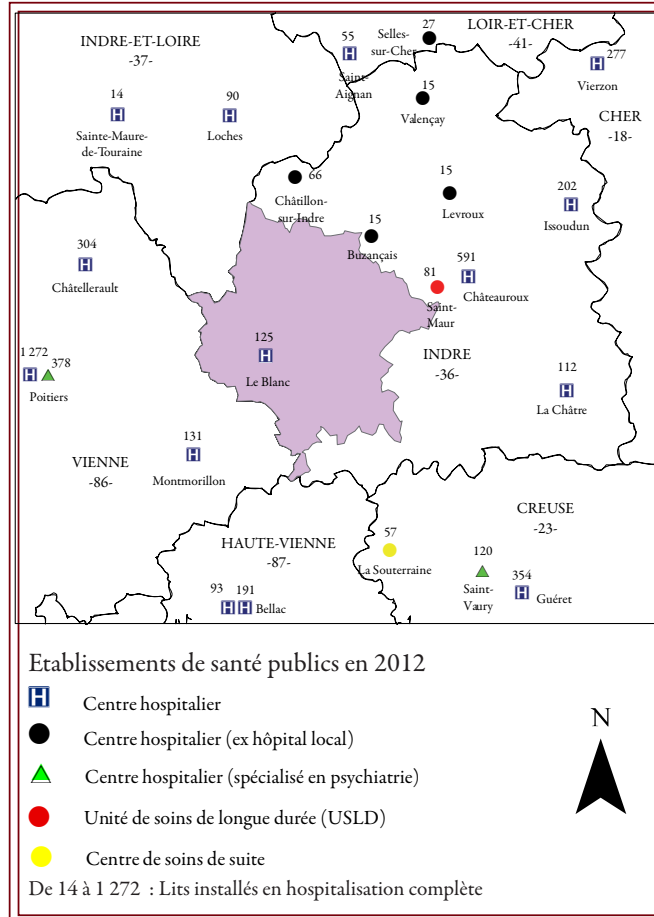 INDRE-ET-LOIRE
-37-
55
Saint-
Aignan
27
Selles-
sur-Cher
LOIR-ET-CHER
-41-
277
Vierzon
CHER
-18-
14
Sainte-Maure-
de-Touraine
90
Loches
15
Valençay
66
Châtillon-
sur-Indre
15
Levroux
202
Issoudun
15
Buzançais
304
Châtellerault
81
Saint-
Maur
591
Châteauroux
125
Le Blanc
INDRE
-36-
1 272
378
Poitiers
112
La Châtre
131
Montmorillon
VIENNE
-86-
HAUTE-VIENNE
-87-
93
191
Bellac
57
La Souterraine
CREUSE
-23-
120
Saint-
Vaury
354
Guéret
Etablissements de santé publics en 2012
H Centre hospitalier
Centre hospitalier (ex hôpital local)
Centre hospitalier (spécialisé en psychiatrie)
Unité de soins de longue durée (USLD)
Centre de soins de suite
De 14 à 1 272 : Lits installés en hospitalisation complète
N